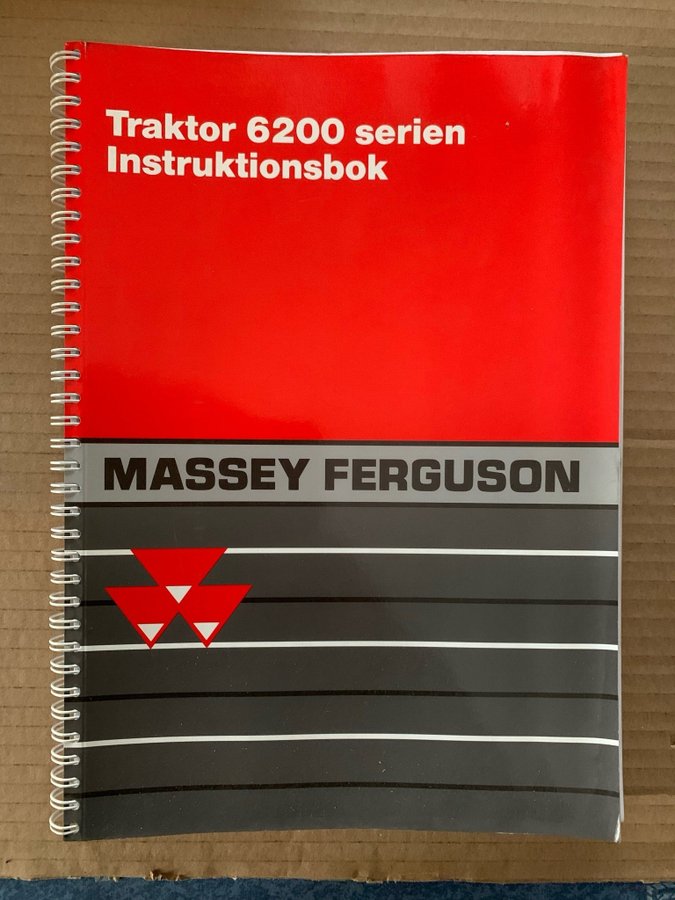 Traktor 6200 serien
Instruktionsbok
MASSEY FERGUSON